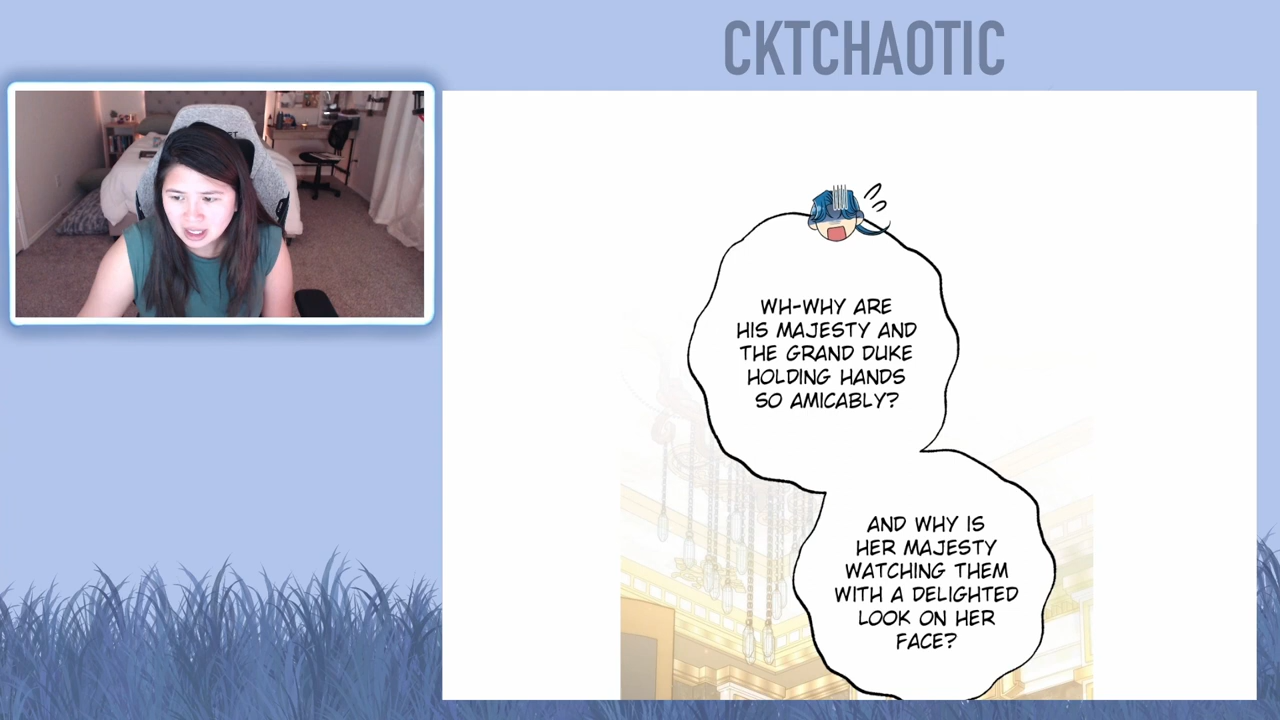 CKTCHAOTIC
WH-WHY ARE
HIS MAJESTY AND
THE GRAND DUKE
HOLDING HANDS
SO AMICABLY?
AND WHY IS
HER MAJESTY
WATCHING THEM
WITH A DELIGHTED
LOOK ON HER
FACE?